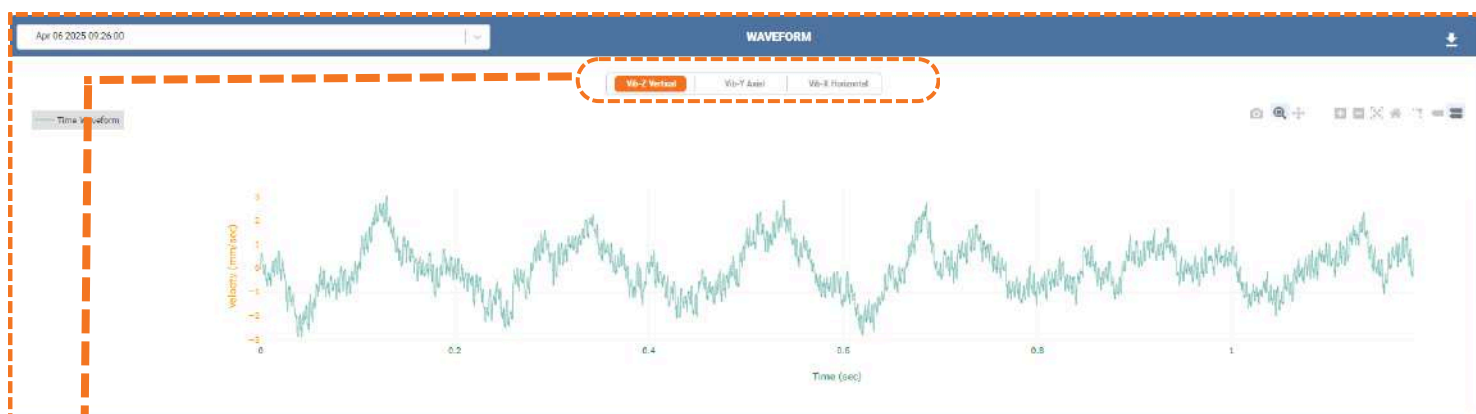 Apr 06 2025 09:26:00
WAVEFORM
Vib-Z Vertical Vib-Y Axial Vib-X Horizontal
Time Waveform
3
2
1
0
−1
−2
−3
Velocity (mm/sec)
0 0.2 0.4 0.6 0.8 1
Time (sec)